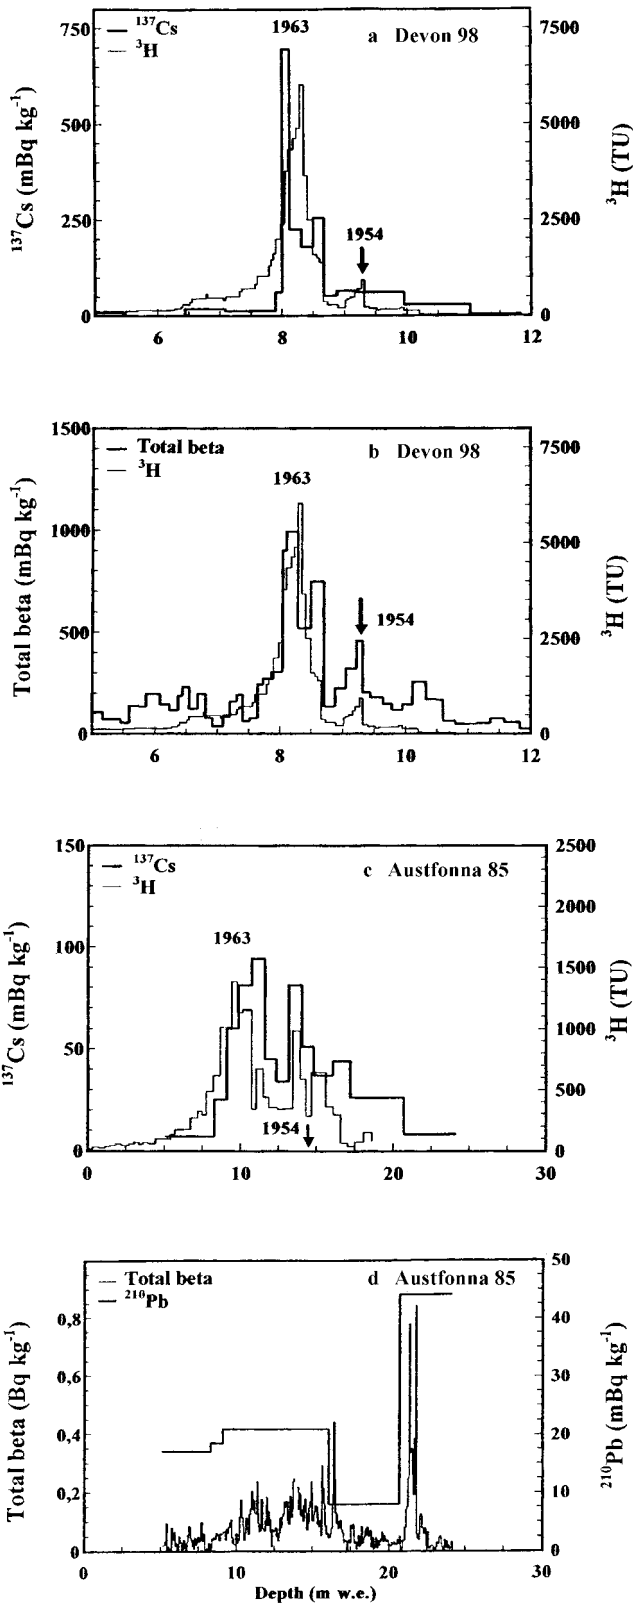 1963
¹³⁷Cs
³H
a Devon 98
¹³⁷Cs (mBq kg⁻¹)
³H (TU)
750
500
250
0
7500
5000
2500
0
1954
6
8
10
12
1500
1000
500
0
Total beta
³H
b Devon 98
1963
1954
Total beta (mBq kg⁻¹)
³H (TU)
7500
5000
2500
0
6
8
10
12
150
100
50
0
¹³⁷Cs
³H
c Austfonna 85
1963
1954
¹³⁷Cs (mBq kg⁻¹)
³H (TU)
2500
2000
1500
1000
500
0
0
10
20
30
Total beta
²¹⁰Pb
d Austfonna 85
Total beta (Bq kg⁻¹)
²¹⁰Pb (mBq kg⁻¹)
0,8
0,6
0,4
0,2
0
50
40
30
20
10
0
0
10
20
30
Depth (m w.e.)